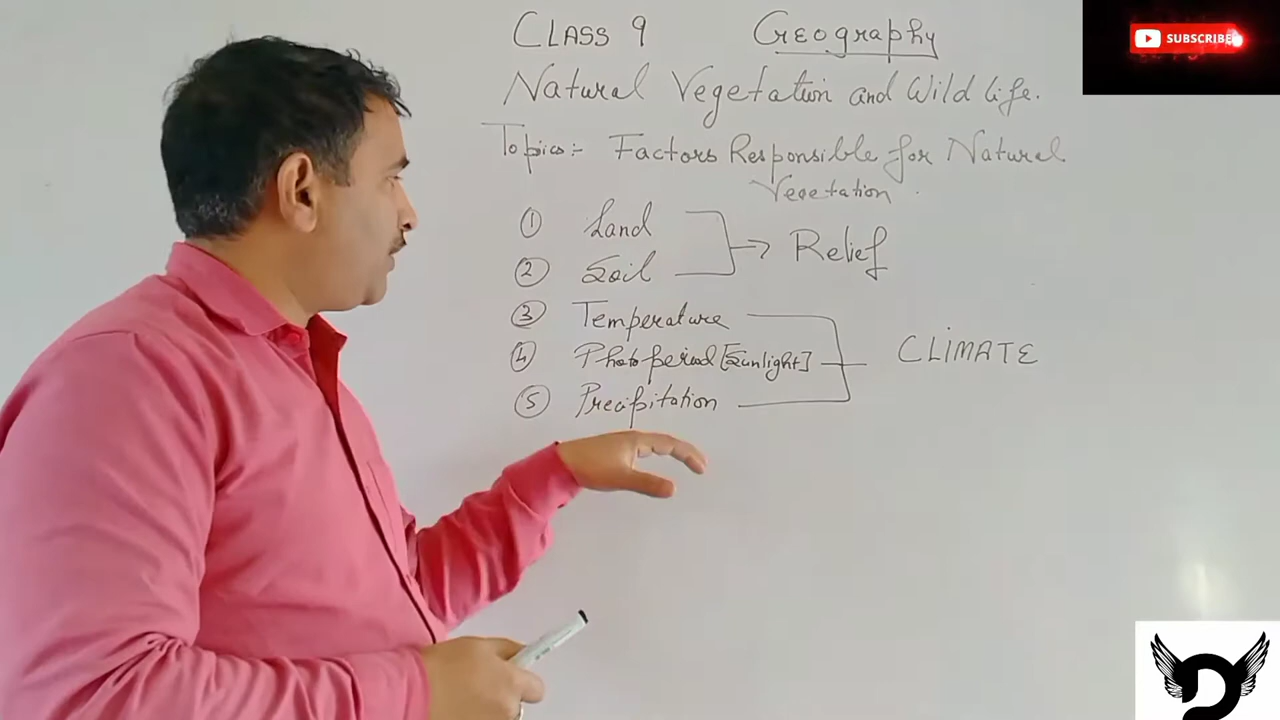 CLASS 9 Geography
SUBSCRIBE
Natural Vegetation and Wild life.
Topics:- Factors Responsible for Natural
Vegetation.
① Land
② Soil
→ Relief
③ Temperature
④ Photo period [Sunlight]
⑤ Precipitation
CLIMATE